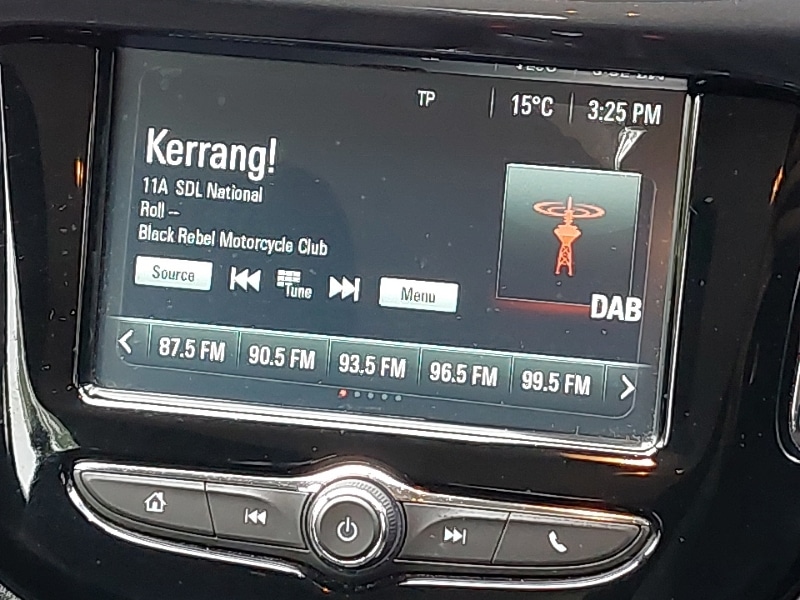 TP 15°C 3:25 PM
Kerrang!
11A SDL National
Roll --
Black Rebel Motorcycle Club
Source Tune Menu
DAB
87.5 FM 90.5 FM 93.5 FM 96.5 FM 99.5 FM